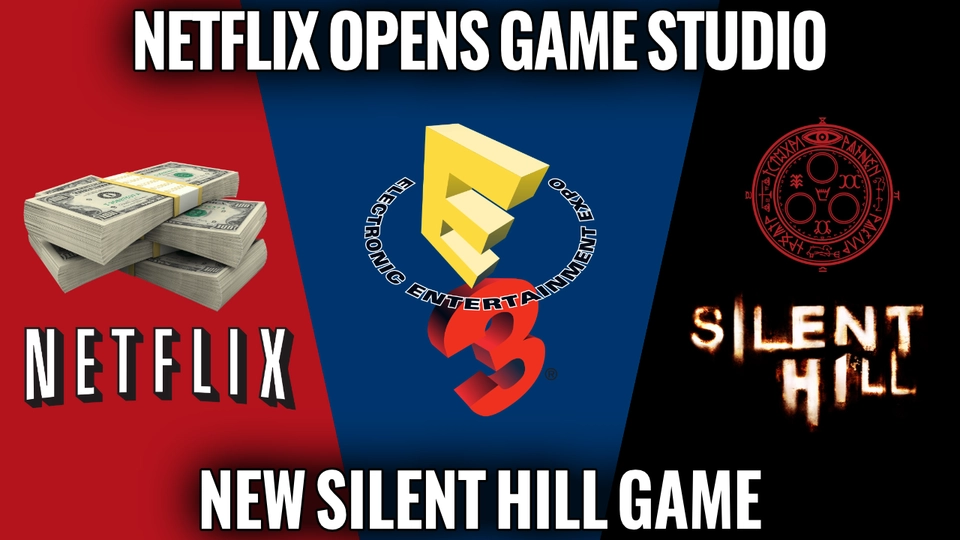 NETFLIX OPENS GAME STUDIO
NETFLIX
E3
ELECTRONIC ENTERTAINMENT EXPO
®
SILENT
HILL
NEW SILENT HILL GAME